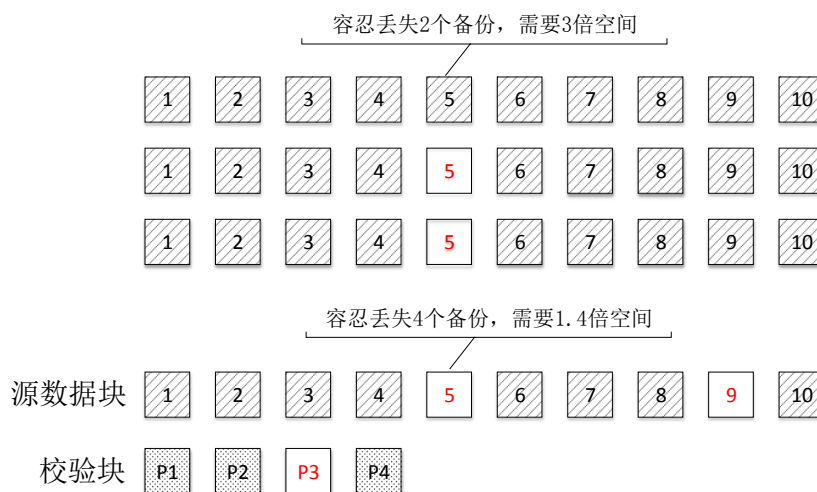 容忍丢失2个备份，需要3倍空间
1 2 3 4 5 6 7 8 9 10
1 2 3 4 5 6 7 8 9 10
1 2 3 4 5 6 7 8 9 10
容忍丢失4个备份，需要1.4倍空间
源数据块 1 2 3 4 5 6 7 8 9 10
校验块 P1 P2 P3 P4